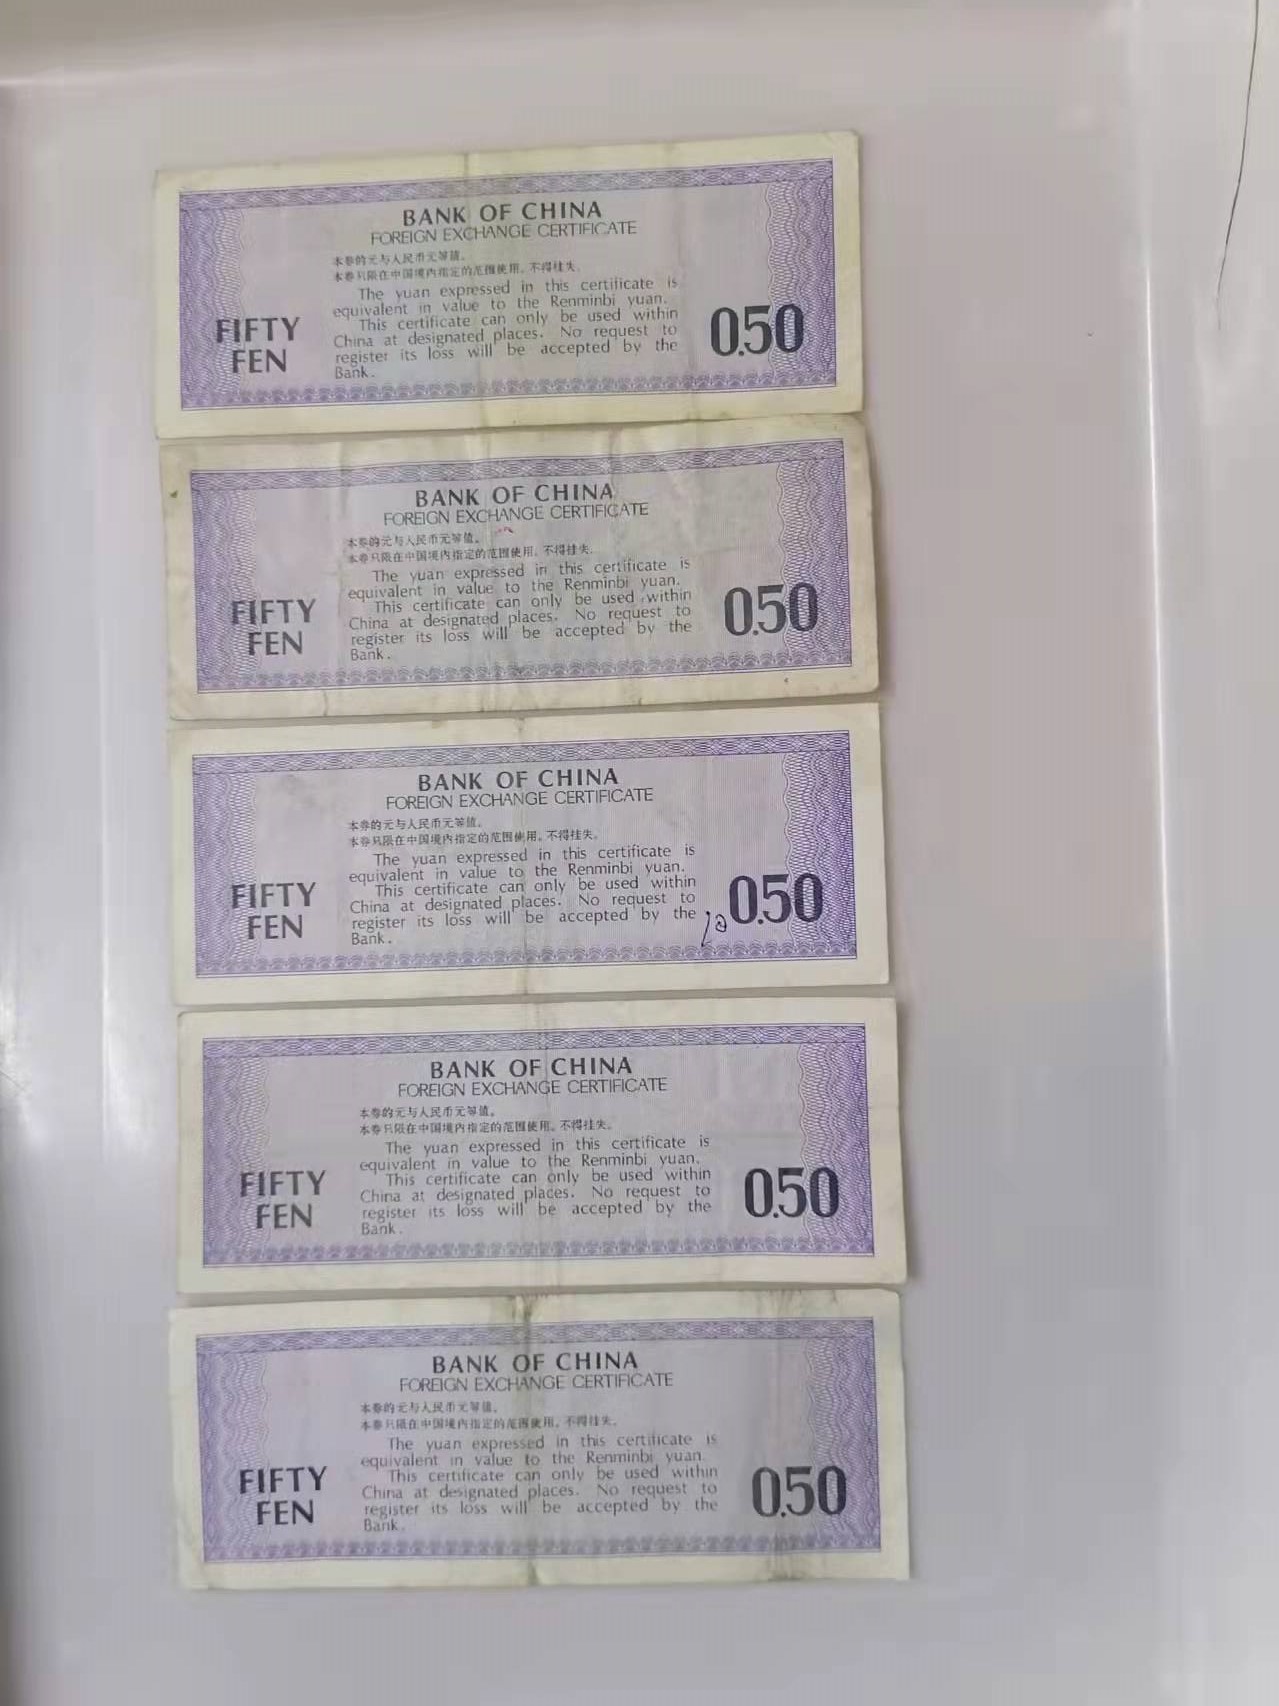 BANK OF CHINA
FOREIGN EXCHANGE CERTIFICATE
本券的元与人民币元等值。
本券只限在中国境内指定的范围使用。不得挂失。
The yuan expressed in this certificate is
equivalent in value to the Renminbi yuan.
This certificate can only be used within
China at designated places. No request to
register its loss will be accepted by the
Bank.
FIFTY
FEN
0.50
BANK OF CHINA
FOREIGN EXCHANGE CERTIFICATE
本券的元与人民币元等值。
本券只限在中国境内指定的范围使用。不得挂失.
The yuan expressed in this certificate is
equivalent in value to the Renminbi yuan.
This certificate can only be used within
China at designated places. No request to
register its loss will be accepted by the
Bank.
FIFTY
FEN
0.50
BANK OF CHINA
FOREIGN EXCHANGE CERTIFICATE
本券的元与人民币元等值。
本券只限在中国境内指定的范围使用。不得挂失。
The yuan expressed in this certificate is
equivalent in value to the Renminbi yuan.
This certificate can only be used within
China at designated places. No request to
register its loss will be accepted by the
Bank.
FIFTY
FEN
0.50
BANK OF CHINA
FOREIGN EXCHANGE CERTIFICATE
本券的元与人民币元等值。
本券只限在中国境内指定的范围使用。不得挂失。
The yuan expressed in this certificate is
equivalent in value to the Renminbi yuan.
This certificate can only be used within
China at designated places. No request to
register its loss will be accepted by the
Bank.
FIFTY
FEN
0.50
BANK OF CHINA
FOREIGN EXCHANGE CERTIFICATE
本券的元与人民币元等值。
本券只限在中国境内指定的范围使用。不得挂失。
The yuan expressed in this certificate is
equivalent in value to the Renminbi yuan.
This certificate can only be used within
China at designated places. No request to
register its loss will be accepted by the
Bank.
FIFTY
FEN
0.50